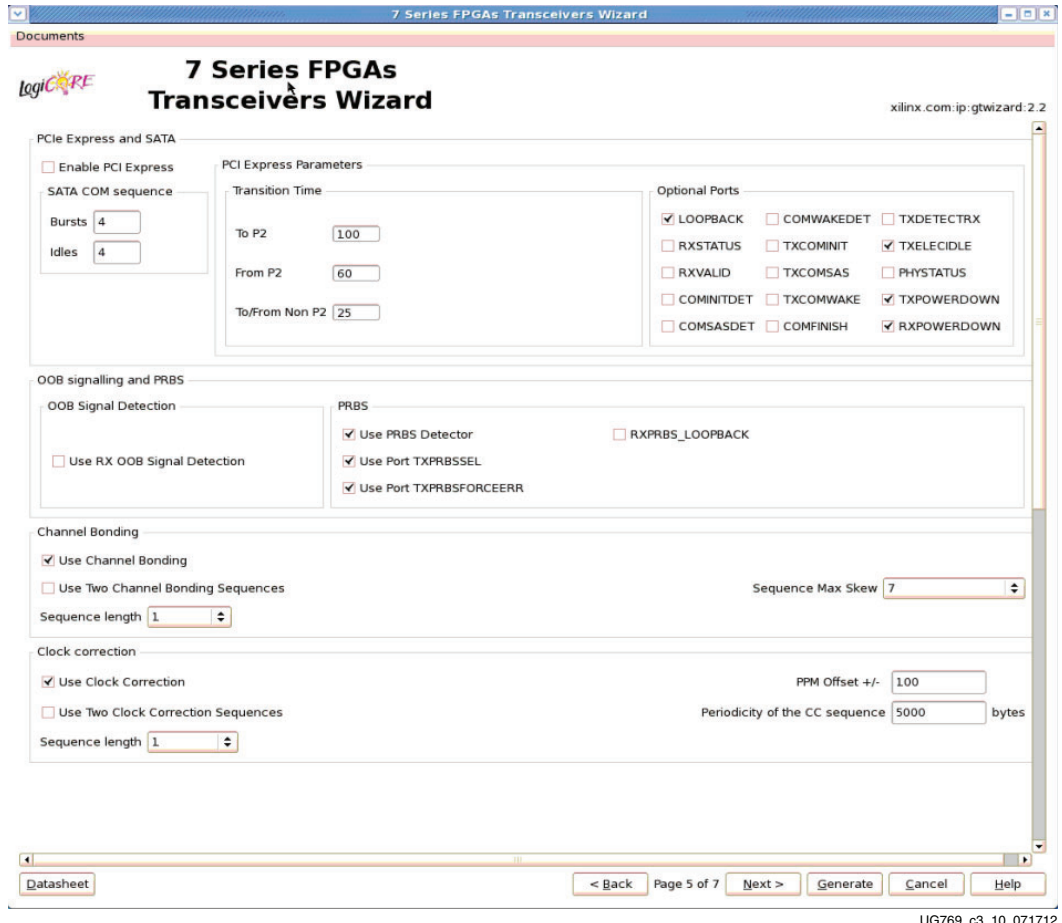 7 Series FPGAs Transceivers Wizard
Documents
LogiCORE
7 Series FPGAs
Transceivers Wizard
xilinx.com:ip:gtwizard:2.2
PCIe Express and SATA
Enable PCI Express
SATA COM sequence
Bursts 4
Idles 4
PCI Express Parameters
Transition Time
To P2 100
From P2 60
To/From Non P2 25
Optional Ports
LOOPBACK COMWAKEDET TXDETECTRX
RXSTATUS TXCOMINIT TXELECIDLE
RXVALID TXCOMSAS PHYSTATUS
COMINITDET TXCOMWAKE TXPOWERDOWN
COMSASDET COMFINISH RXPOWERDOWN
OOB signalling and PRBS
OOB Signal Detection
Use RX OOB Signal Detection
PRBS
Use PRBS Detector RXPRBS_LOOPBACK
Use Port TXPRBSSEL
Use Port TXPRBSFORCEERR
Channel Bonding
Use Channel Bonding
Use Two Channel Bonding Sequences Sequence Max Skew 7
Sequence length 1
Clock correction
Use Clock Correction PPM Offset +/- 100
Use Two Clock Correction Sequences Periodicity of the CC sequence 5000 bytes
Sequence length 1
Datasheet < Back Page 5 of 7 Next > Generate Cancel Help
UG769_c3_10_071712